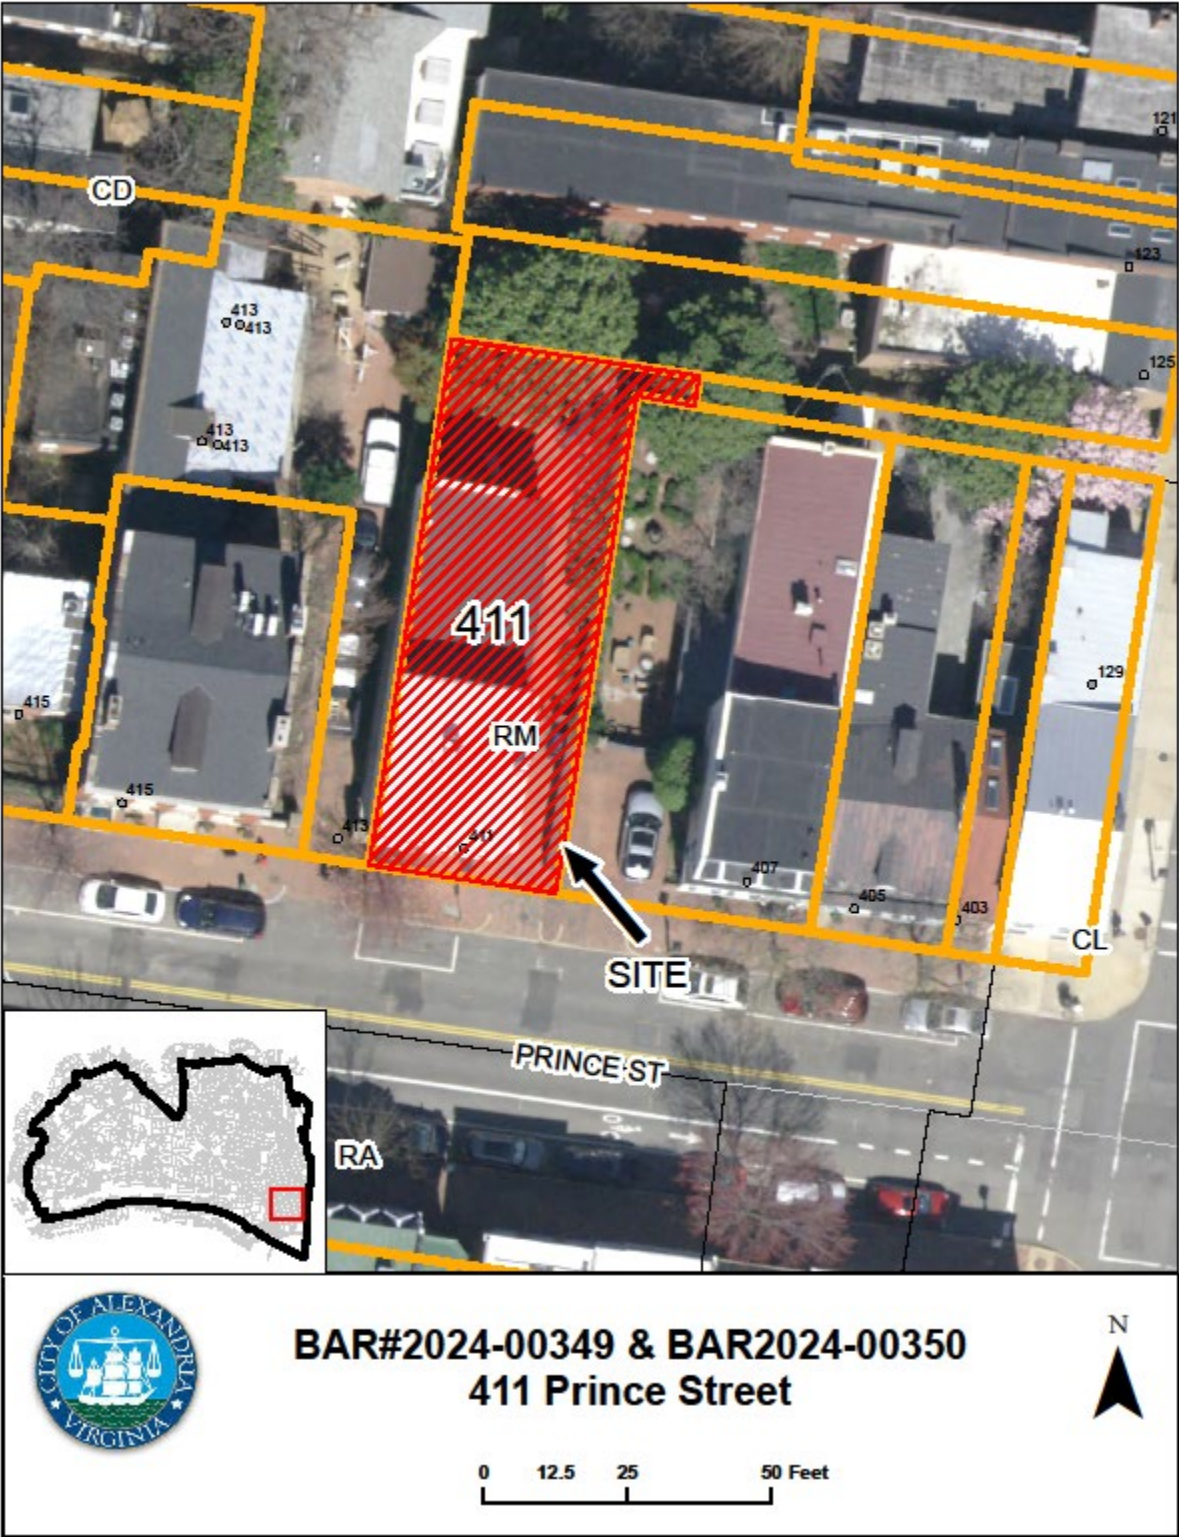 121
CD
123
413
413
125
413
413
411
129
415
RM
415
413
411
407
405
403
CL
SITE
PRINCE ST
RA
CITY OF ALEXANDRIA
VIRGINIA
BAR#2024-00349 & BAR2024-00350
411 Prince Street
N
0 12.5 25 50 Feet